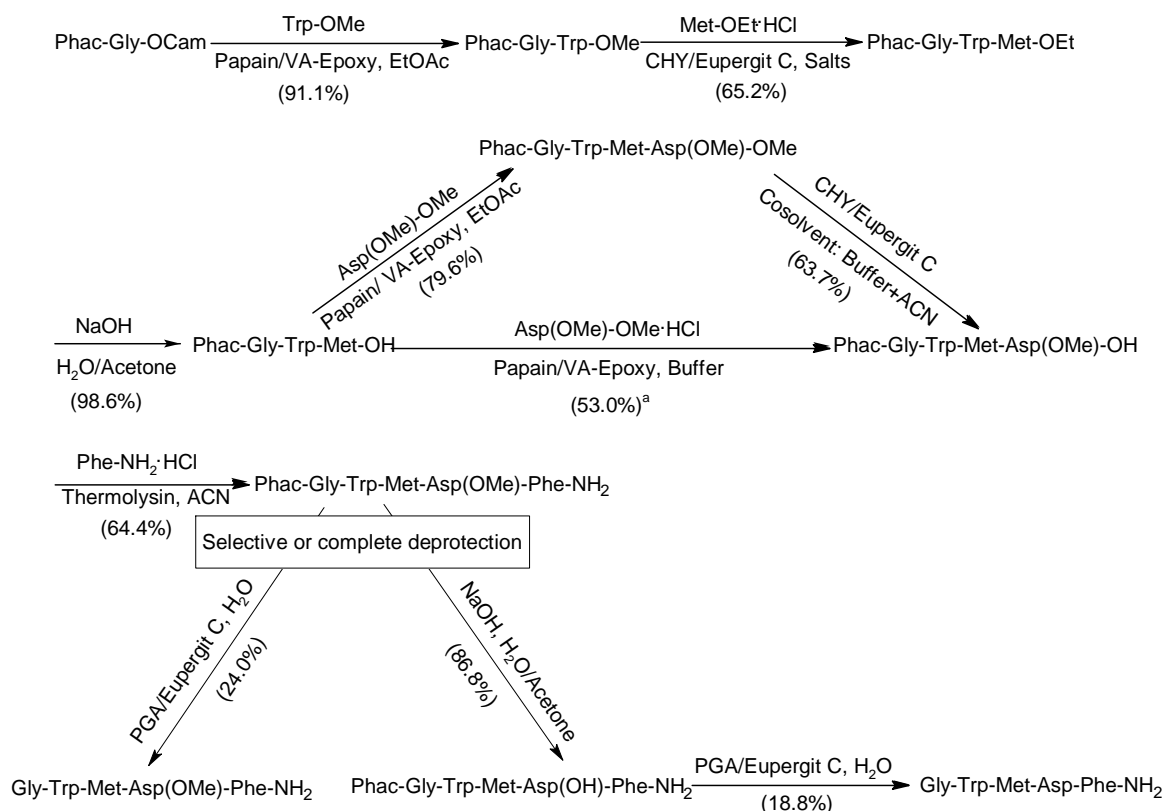 Trp-OMe
Phac-Gly-OCam
Papain/VA-Epoxy, EtOAc
(91.1%)
Phac-Gly-Trp-OMe
Met-OEt·HCl
CHY/Eupergit C, Salts
(65.2%)
Phac-Gly-Trp-Met-OEt
Phac-Gly-Trp-Met-Asp(OMe)-OMe
Asp(OMe)-OMe
Papain/ VA-Epoxy, EtOAc
(79.6%)
CHY/Eupergit C
Cosolvent: Buffer+ACN
(63.7%)
NaOH
H₂O/Acetone
(98.6%)
Phac-Gly-Trp-Met-OH
Asp(OMe)-OMe·HCl
Papain/VA-Epoxy, Buffer
(53.0%)ᵃ
Phac-Gly-Trp-Met-Asp(OMe)-OH
Phe-NH₂·HCl
Thermolysin, ACN
(64.4%)
Phac-Gly-Trp-Met-Asp(OMe)-Phe-NH₂
Selective or complete deprotection
PGA/Eupergit C, H₂O
(24.0%)
NaOH, H₂O/Acetone
(86.8%)
Gly-Trp-Met-Asp(OMe)-Phe-NH₂
Phac-Gly-Trp-Met-Asp(OH)-Phe-NH₂
PGA/Eupergit C, H₂O
(18.8%)
Gly-Trp-Met-Asp-Phe-NH₂